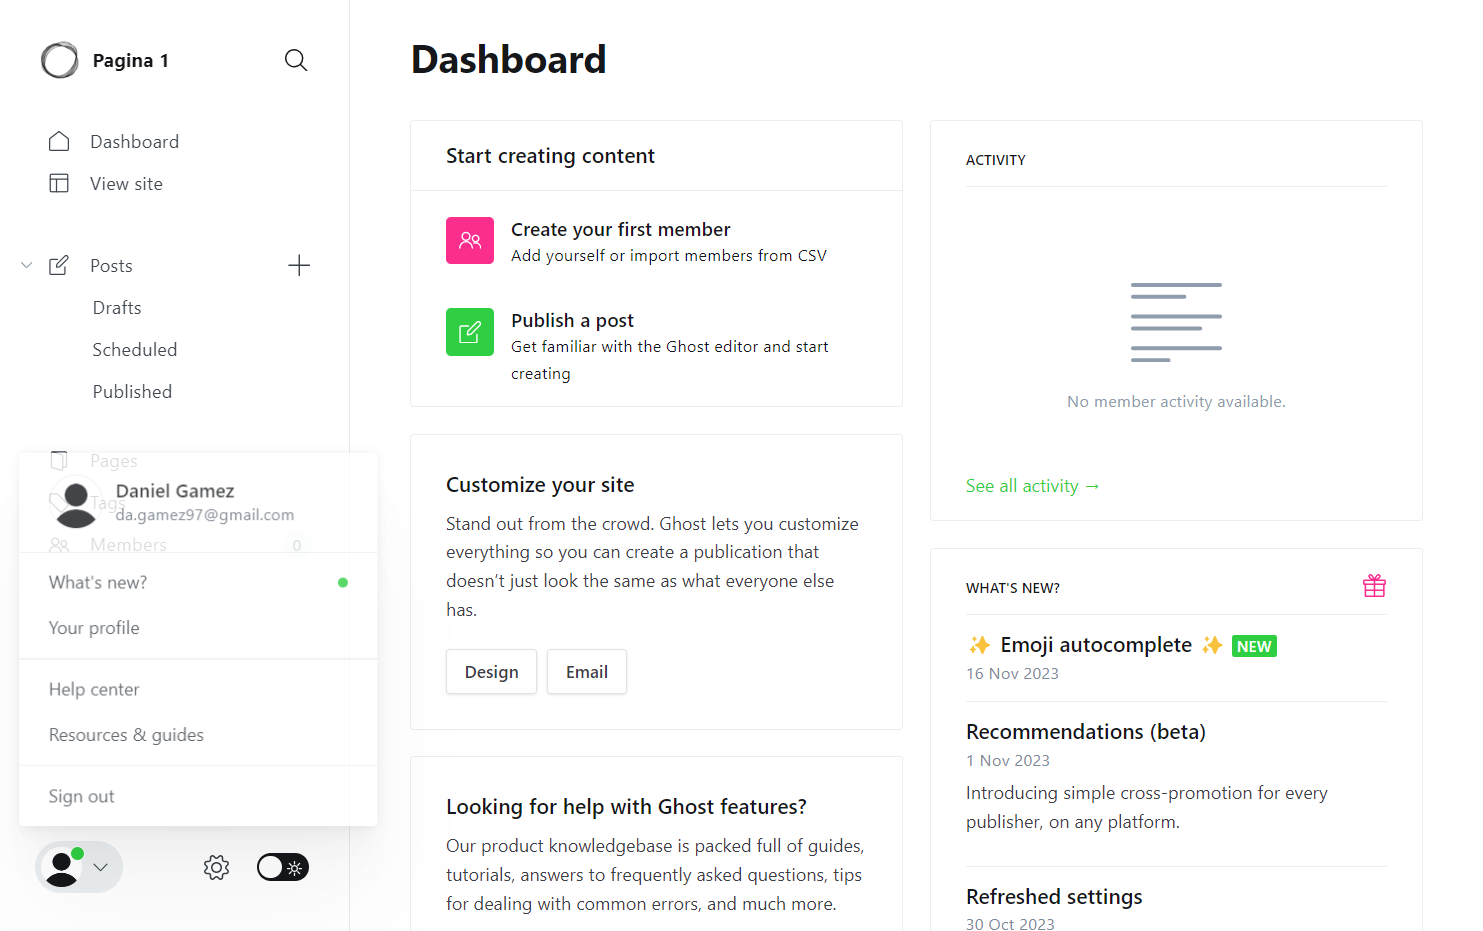 Pagina 1
Dashboard
View site
Posts
Drafts
Scheduled
Published
Pages
Tags
Members 0
Daniel Gamez
da.gamez97@gmail.com
What's new?
Your profile
Help center
Resources & guides
Sign out
Dashboard
Start creating content
Create your first member
Add yourself or import members from CSV
Publish a post
Get familiar with the Ghost editor and start
creating
Customize your site
Stand out from the crowd. Ghost lets you customize
everything so you can create a publication that
doesn’t just look the same as what everyone else
has.
Design Email
Looking for help with Ghost features?
Our product knowledgebase is packed full of guides,
tutorials, answers to frequently asked questions, tips
for dealing with common errors, and much more.
ACTIVITY
No member activity available.
See all activity →
WHAT'S NEW?
✨ Emoji autocomplete ✨ NEW
16 Nov 2023
Recommendations (beta)
1 Nov 2023
Introducing simple cross-promotion for every
publisher, on any platform.
Refreshed settings
30 Oct 2023